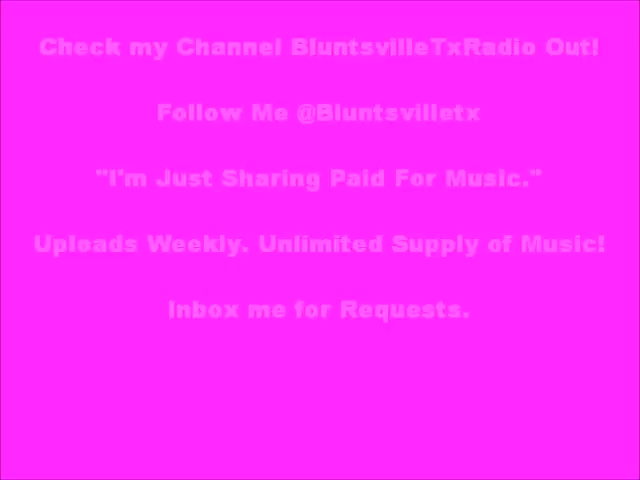 Check my Channel BluntsvilleTxRadio Out!
Follow Me @Bluntsvilletx
"I'm Just Sharing Paid For Music."
Uploads Weekly. Unlimited Supply of Music!
Inbox me for Requests.